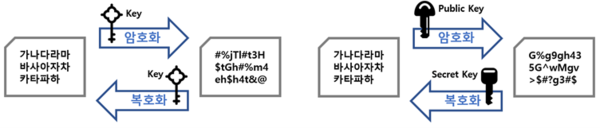 Key
암호화
가나다라마
바사아자차
카타파하
#%jTl#t3H
$tGh#%m4
eh$h4t&@
Key
복호화
Public Key
암호화
가나다라마
바사아자차
카타파하
G%g9gh43
5G^wMgv
>$#?g3#$
Secret Key
복호화